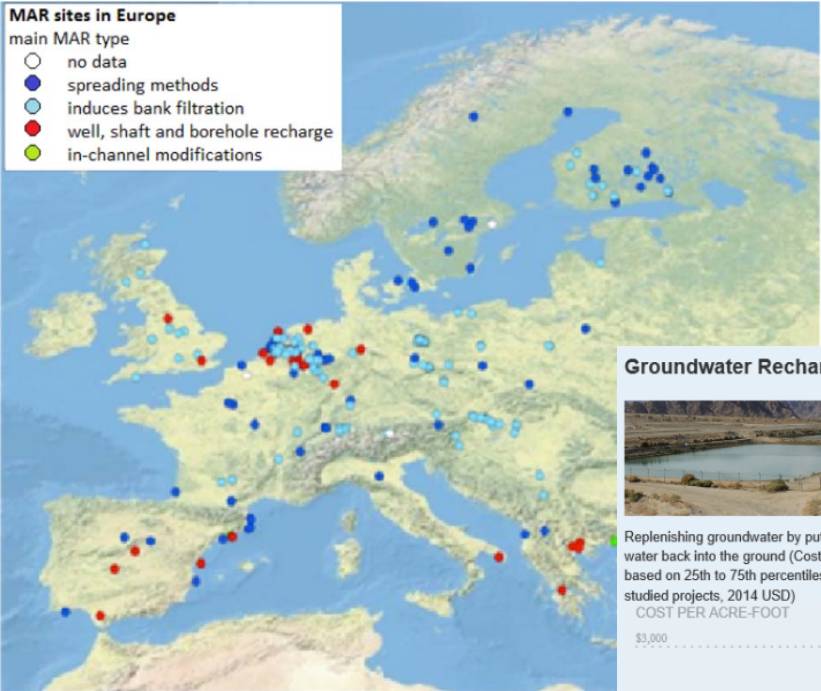 MAR sites in Europe
main MAR type
no data
spreading methods
induces bank filtration
well, shaft and borehole recharge
in-channel modifications
Groundwater Rechar
Replenishing groundwater by pu
water back into the ground (Cost
based on 25th to 75th percentiles
studied projects, 2014 USD)
COST PER ACRE-FOOT
$3,000